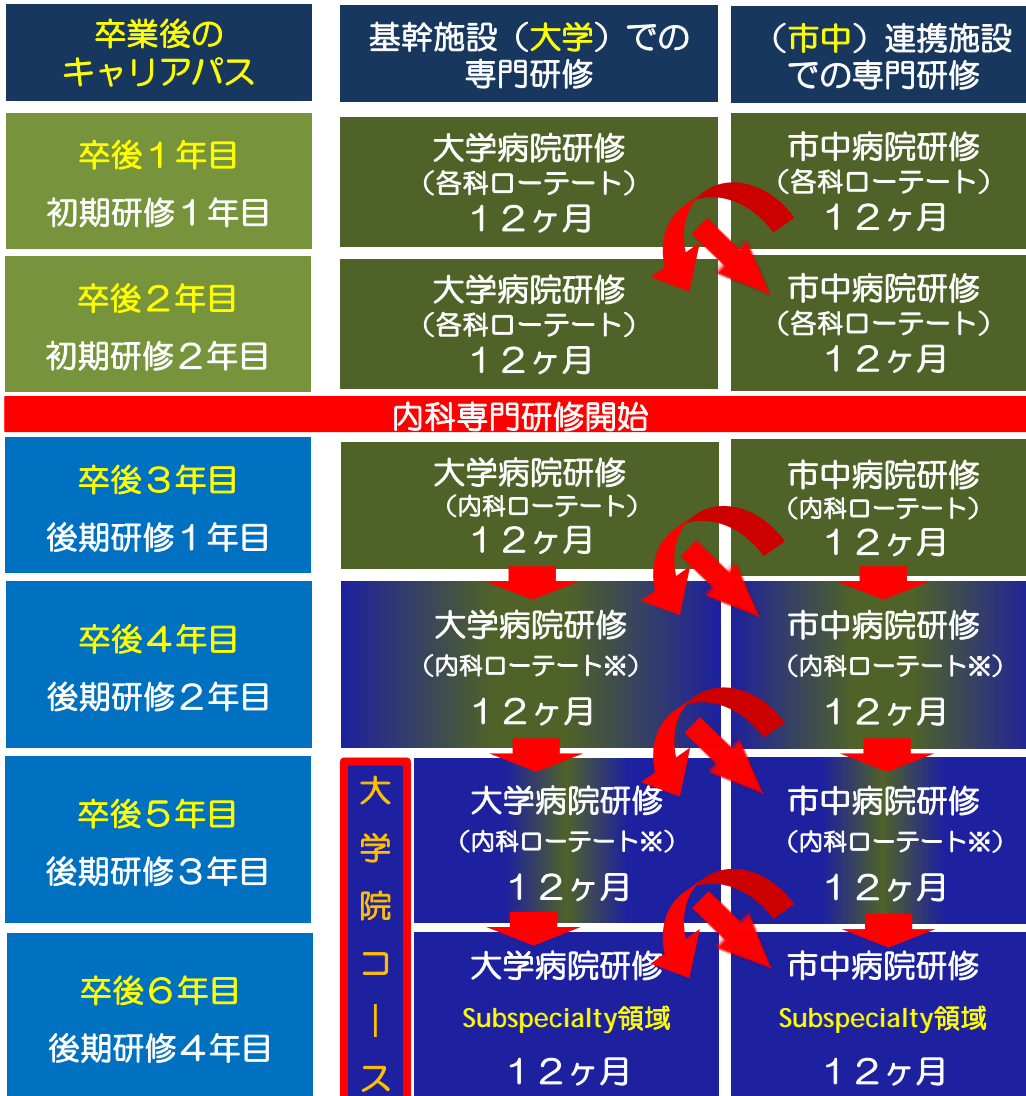 卒業後の
キャリアパス
基幹施設（大学）での
専門研修
（市中）連携施設
での専門研修
卒後１年目
初期研修１年目
大学病院研修
（各科ローテート）
１２ヶ月
市中病院研修
（各科ローテート）
１２ヶ月
卒後２年目
初期研修２年目
大学病院研修
（各科ローテート）
１２ヶ月
市中病院研修
（各科ローテート）
１２ヶ月
内科専門研修開始
卒後３年目
後期研修１年目
大学病院研修
（内科ローテート）
１２ヶ月
市中病院研修
（内科ローテート）
１２ヶ月
卒後４年目
後期研修２年目
大学病院研修
（内科ローテート※）
１２ヶ月
市中病院研修
（内科ローテート※）
１２ヶ月
卒後５年目
後期研修３年目
大学院コース
大学病院研修
（内科ローテート※）
１２ヶ月
市中病院研修
（内科ローテート※）
１２ヶ月
卒後６年目
後期研修４年目
大学病院研修
Subspecialty領域
１２ヶ月
市中病院研修
Subspecialty領域
１２ヶ月